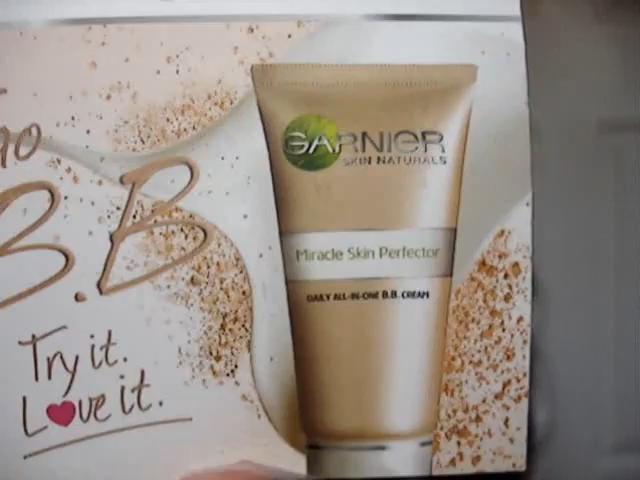 B.B
Try it.
Love it.
GARNIER
SKIN NATURALS
Miracle Skin Perfector
DAILY ALL-IN-ONE B.B. CREAM